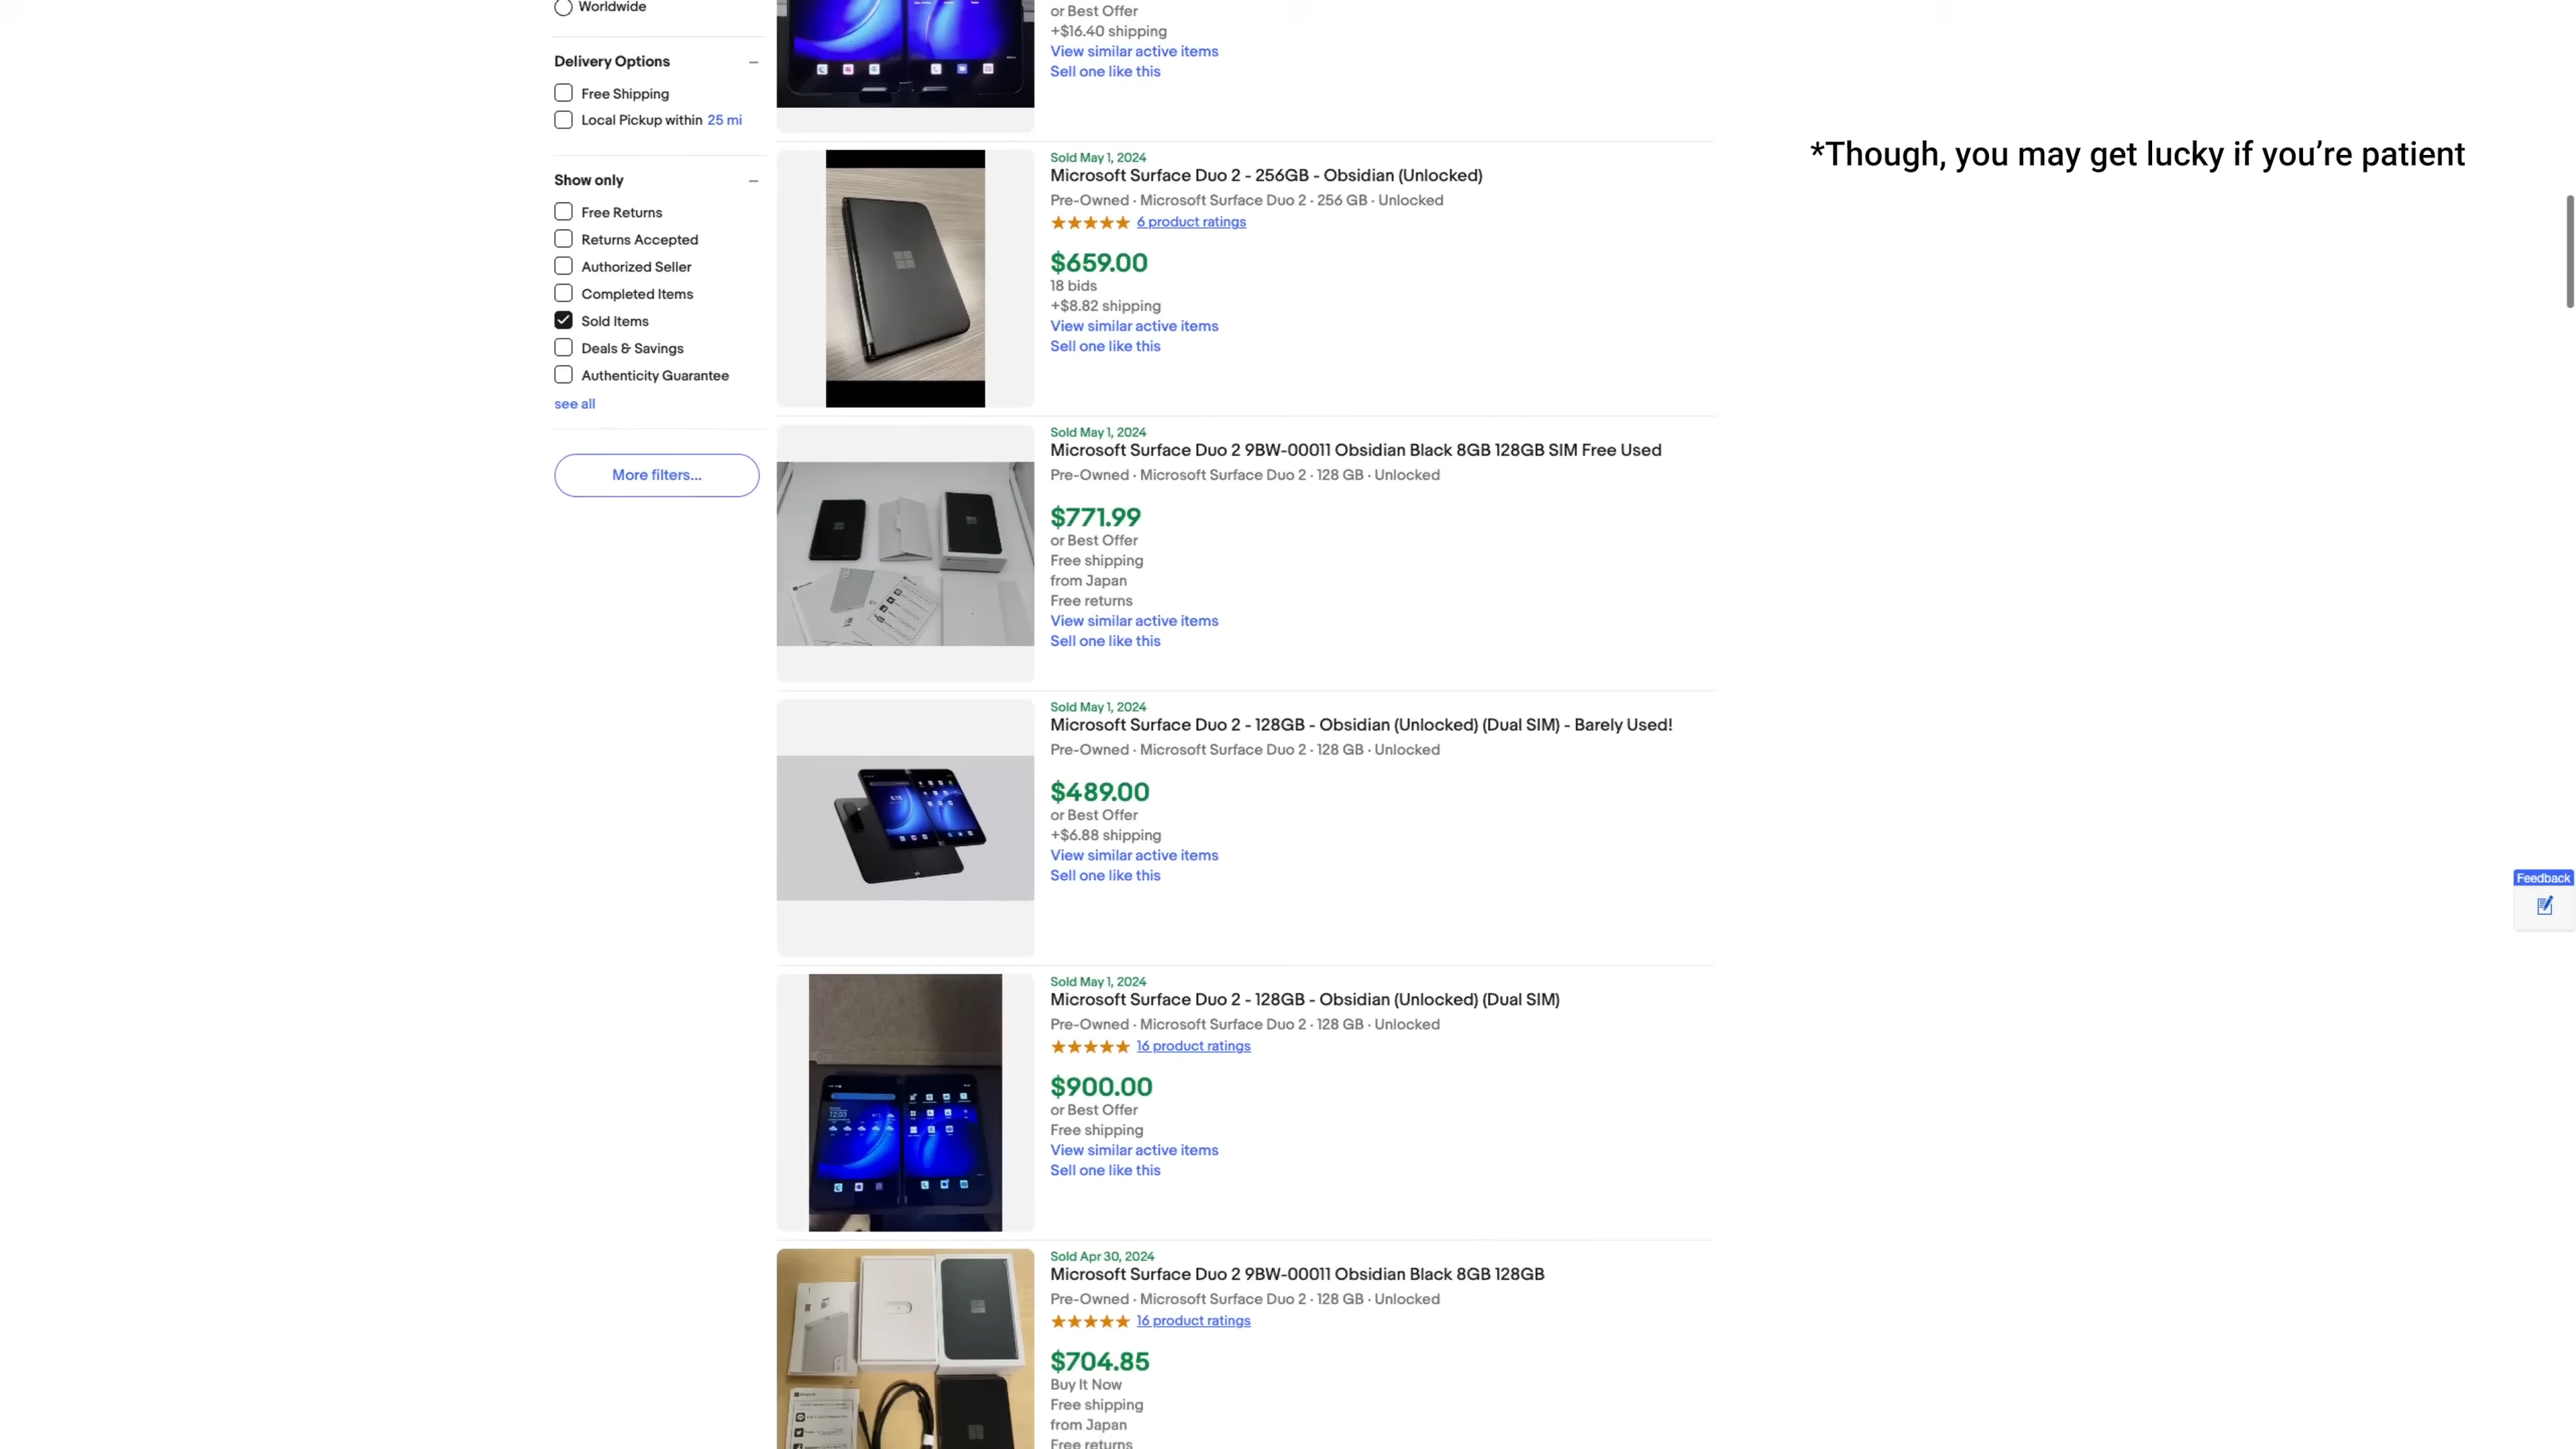 Worldwide
Delivery Options
Free Shipping
Local Pickup within 25 mi
Show only
Free Returns
Returns Accepted
Authorized Seller
Completed Items
Sold Items
Deals & Savings
Authenticity Guarantee
see all
More filters...
or Best Offer
+$16.40 shipping
View similar active items
Sell one like this
Sold May 1, 2024
Microsoft Surface Duo 2 - 256GB - Obsidian (Unlocked)
Pre-Owned · Microsoft Surface Duo 2 · 256 GB · Unlocked
6 product ratings
$659.00
18 bids
+$8.82 shipping
View similar active items
Sell one like this
Sold May 1, 2024
Microsoft Surface Duo 2 9BW-00011 Obsidian Black 8GB 128GB SIM Free Used
Pre-Owned · Microsoft Surface Duo 2 · 128 GB · Unlocked
$771.99
or Best Offer
Free shipping
from Japan
Free returns
View similar active items
Sell one like this
Sold May 1, 2024
Microsoft Surface Duo 2 - 128GB - Obsidian (Unlocked) (Dual SIM) - Barely Used!
Pre-Owned · Microsoft Surface Duo 2 · 128 GB · Unlocked
$489.00
or Best Offer
+$6.88 shipping
View similar active items
Sell one like this
Sold May 1, 2024
Microsoft Surface Duo 2 - 128GB - Obsidian (Unlocked) (Dual SIM)
Pre-Owned · Microsoft Surface Duo 2 · 128 GB · Unlocked
16 product ratings
$900.00
or Best Offer
Free shipping
View similar active items
Sell one like this
Sold Apr 30, 2024
Microsoft Surface Duo 2 9BW-00011 Obsidian Black 8GB 128GB
Pre-Owned · Microsoft Surface Duo 2 · 128 GB · Unlocked
16 product ratings
$704.85
Buy It Now
Free shipping
from Japan
Free returns
*Though, you may get lucky if you’re patient
Feedback